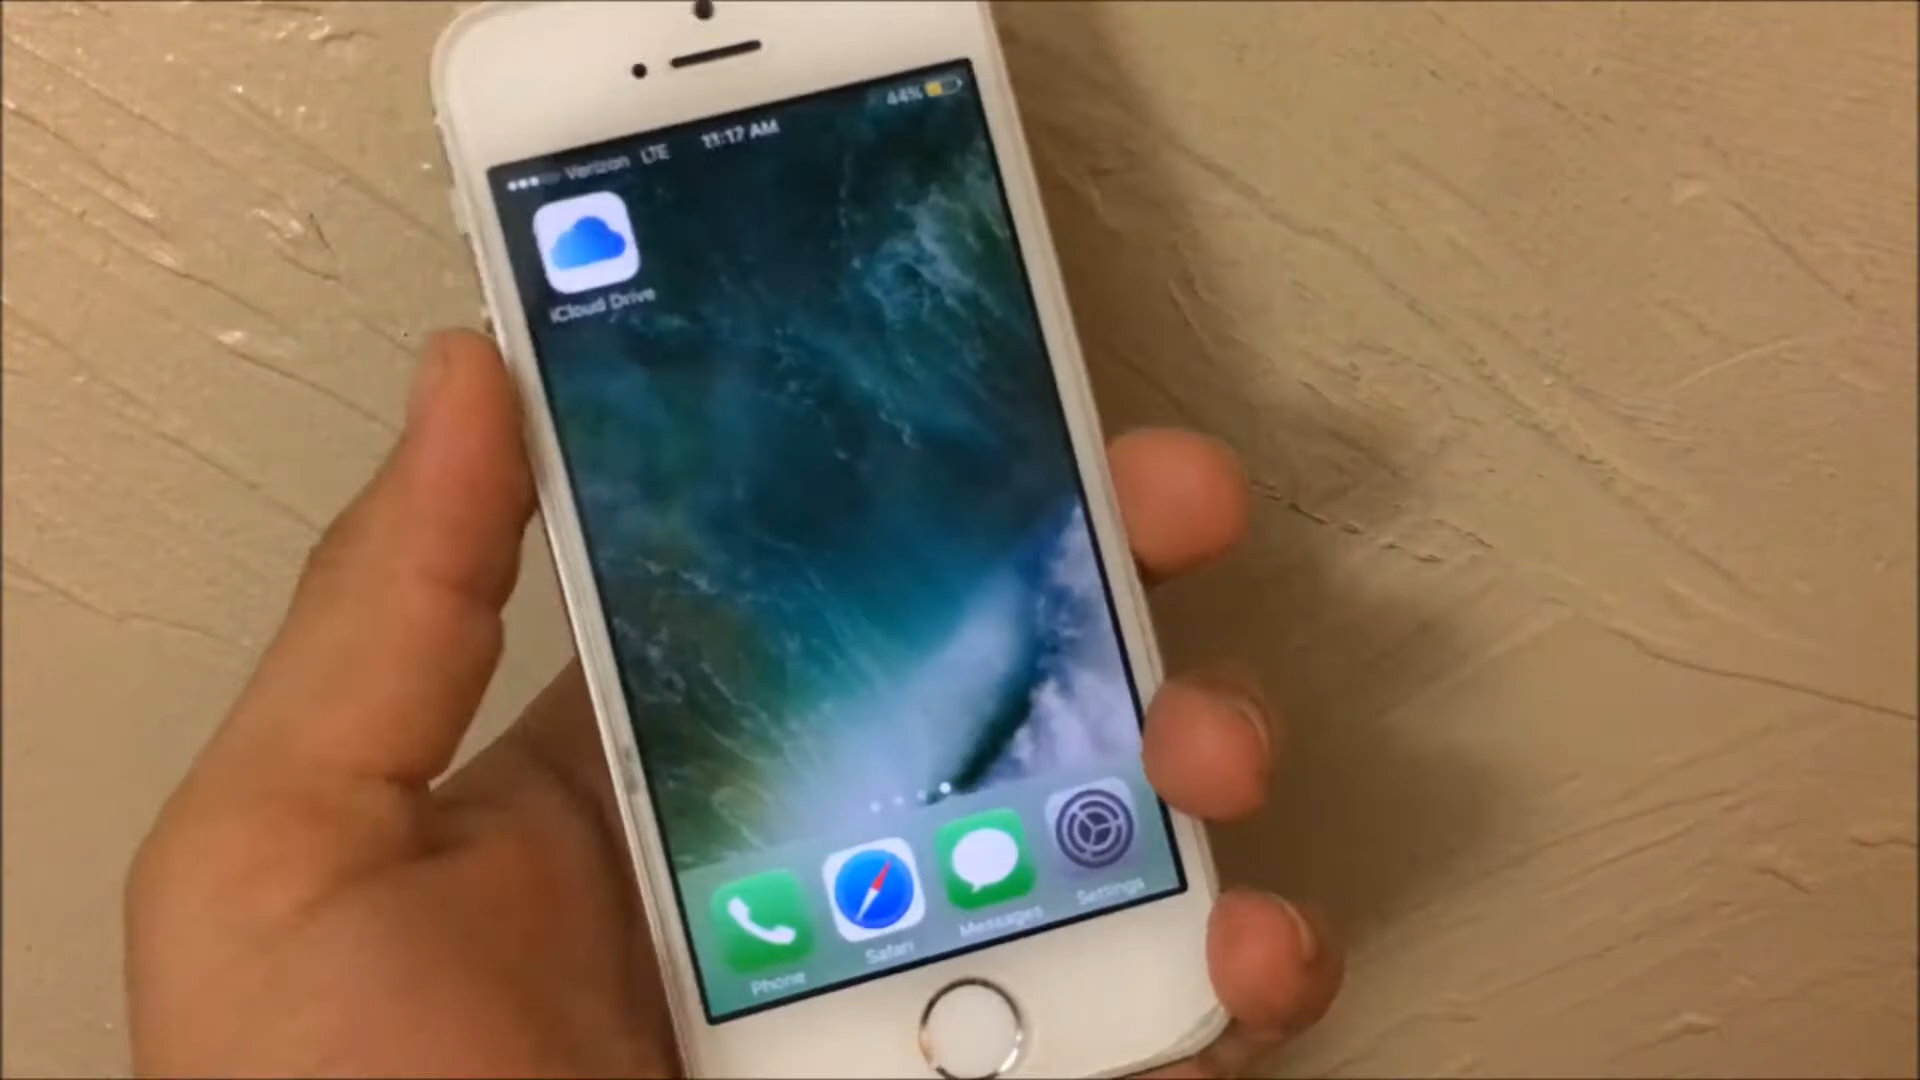 Verizon LTE 11:17 AM 44%
iCloud Drive
Phone Safari Messages Settings